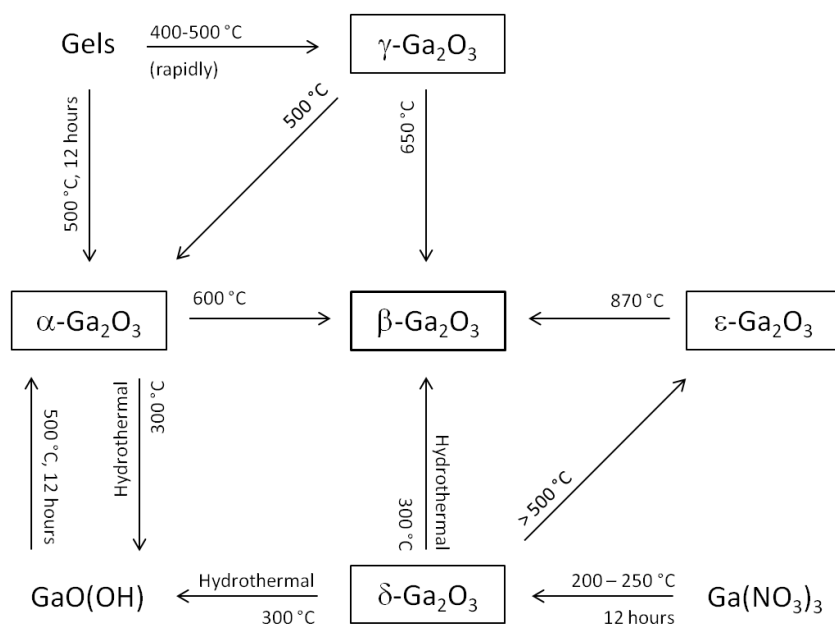 Gels
400-500 °C
(rapidly)
γ-Ga₂O₃
500 °C, 12 hours
500 °C
650 °C
α-Ga₂O₃
600 °C
β-Ga₂O₃
870 °C
ε-Ga₂O₃
500 °C, 12 hours
Hydrothermal
300 °C
300 °C
Hydrothermal
> 500 °C
GaO(OH)
Hydrothermal
300 °C
δ-Ga₂O₃
200 – 250 °C
12 hours
Ga(NO₃)₃